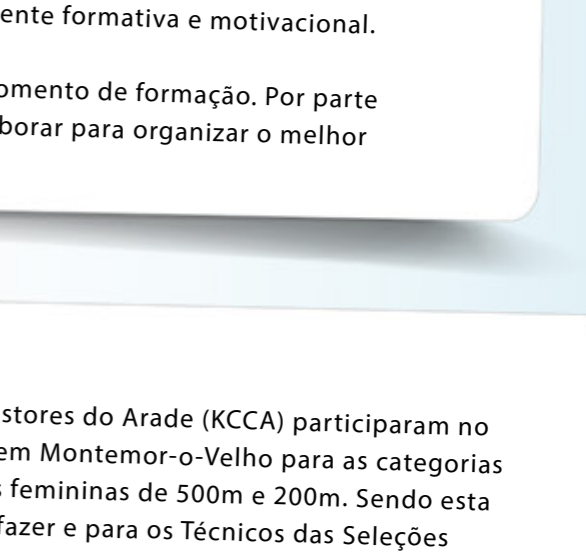 ente formativa e motivacional.
omento de formação. Por parte
borar para organizar o melhor
stores do Arade (KCCA) participaram no
em Montemor-o-Velho para as categorias
s femininas de 500m e 200m. Sendo esta
fazer e para os Técnicos das Seleções